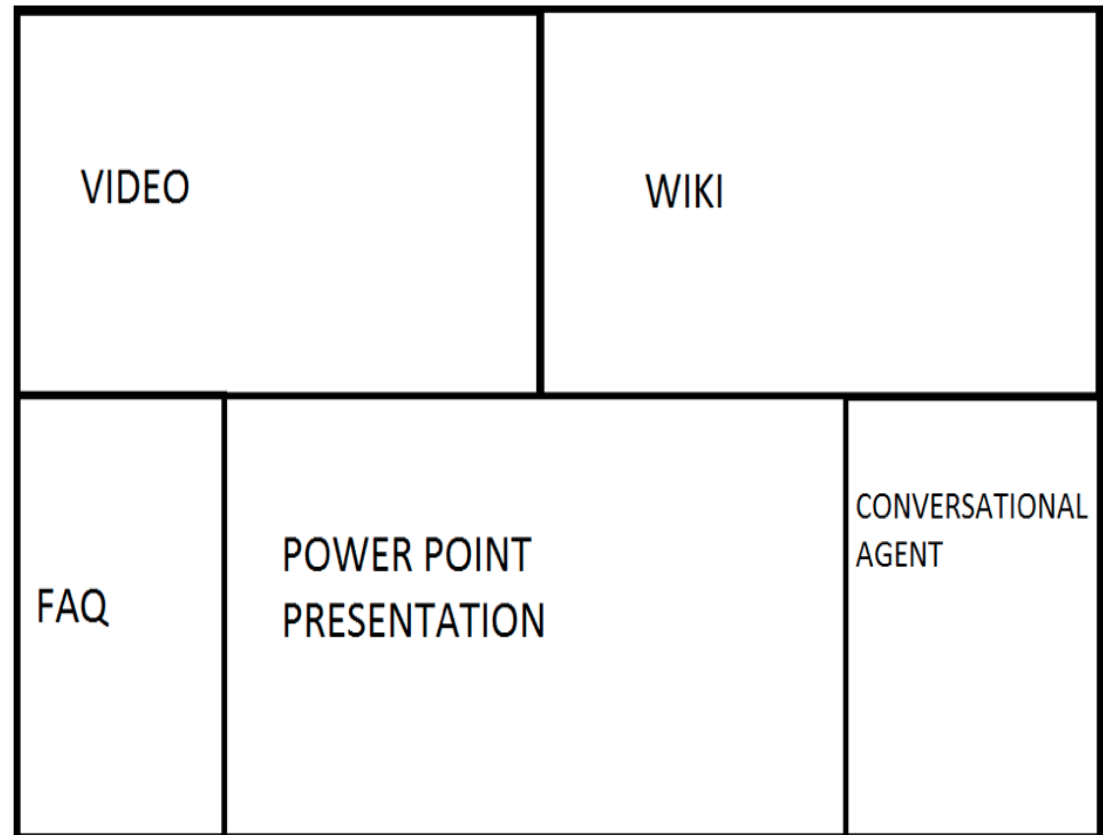 VIDEO
WIKI
FAQ
POWER POINT
PRESENTATION
CONVERSATIONAL
AGENT